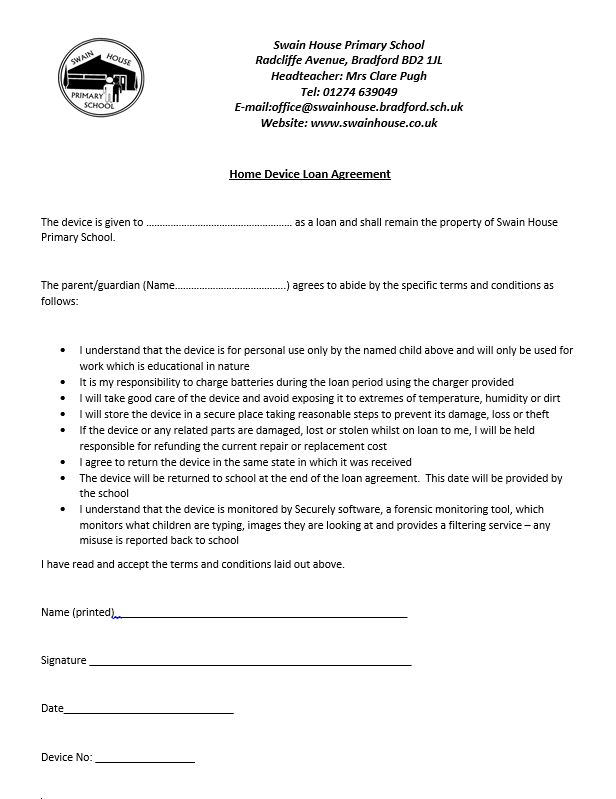 SWAIN HOUSE
PRIMARY
SCHOOL
Swain House Primary School
Radcliffe Avenue, Bradford BD2 1JL
Headteacher: Mrs Clare Pugh
Tel: 01274 639049
E-mail:office@swainhouse.bradford.sch.uk
Website: www.swainhouse.co.uk
Home Device Loan Agreement
The device is given to ……………………………………………… as a loan and shall remain the property of Swain House
Primary School.
The parent/guardian (Name……………………………………) agrees to abide by the specific terms and conditions as
follows:
• I understand that the device is for personal use only by the named child above and will only be used for
work which is educational in nature
• It is my responsibility to charge batteries during the loan period using the charger provided
• I will take good care of the device and avoid exposing it to extremes of temperature, humidity or dirt
• I will store the device in a secure place taking reasonable steps to prevent its damage, loss or theft
• If the device or any related parts are damaged, lost or stolen whilst on loan to me, I will be held
responsible for refunding the current repair or replacement cost
• I agree to return the device in the same state in which it was received
• The device will be returned to school at the end of the loan agreement.  This date will be provided by
the school
• I understand that the device is monitored by Securely software, a forensic monitoring tool, which
monitors what children are typing, images they are looking at and provides a filtering service – any
misuse is reported back to school
I have read and accept the terms and conditions laid out above.
Name (printed)_______________________________________________
Signature ____________________________________________________
Date___________________________
Device No: ________________